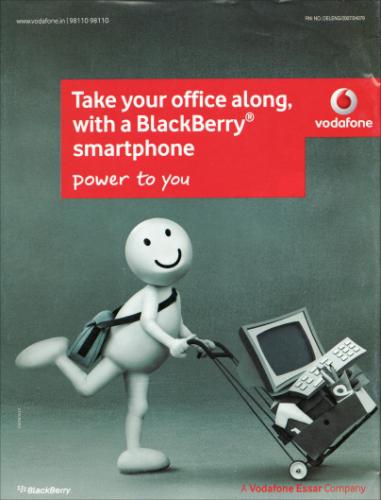 www.vodafone.in | 98110 98110
Take your office along,
with a BlackBerry®
smartphone
power to you
vodafone
BlackBerry
A Vodafone Essar Company